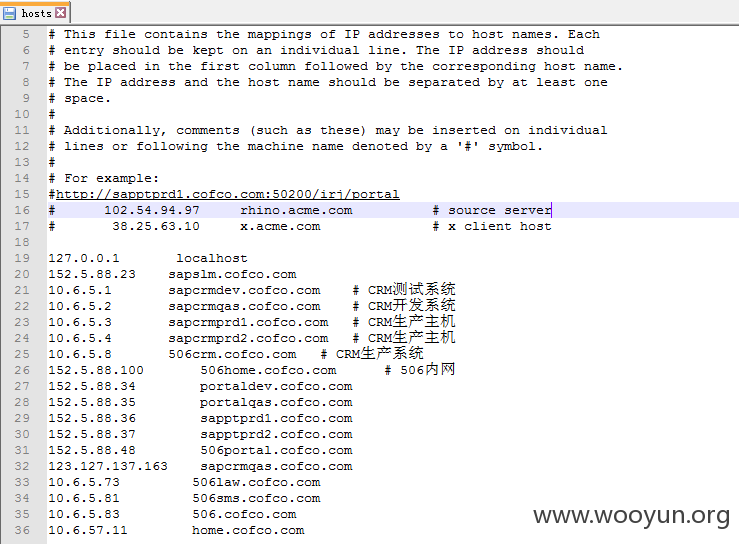 hosts
5 # This file contains the mappings of IP addresses to host names. Each
6 # entry should be kept on an individual line. The IP address should
7 # be placed in the first column followed by the corresponding host name.
8 # The IP address and the host name should be separated by at least one
9 # space.
10 #
11 # Additionally, comments (such as these) may be inserted on individual
12 # lines or following the machine name denoted by a '#' symbol.
13 #
14 # For example:
15 #http://sapptprd1.cofco.com:50200/irj/portal
16 # 102.54.94.97 rhino.acme.com # source server
17 # 38.25.63.10 x.acme.com # x client host
18
19 127.0.0.1 localhost
20 152.5.88.23 sapslm.cofco.com
21 10.6.5.1 sapcrmdev.cofco.com # CRM测试系统
22 10.6.5.2 sapcrmqas.cofco.com # CRM开发系统
23 10.6.5.3 sapcrmprd1.cofco.com # CRM生产主机
24 10.6.5.4 sapcrmprd2.cofco.com # CRM生产主机
25 10.6.5.8 506crm.cofco.com # CRM生产系统
26 152.5.88.100 506home.cofco.com # 506内网
27 152.5.88.34 portaldev.cofco.com
28 152.5.88.35 portalqas.cofco.com
29 152.5.88.36 sapptprd1.cofco.com
30 152.5.88.37 sapptprd2.cofco.com
31 152.5.88.48 506portal.cofco.com
32 123.127.137.163 sapcrmqas.cofco.com
33 10.6.5.73 506law.cofco.com
34 10.6.5.81 506sms.cofco.com
35 10.6.5.83 506.cofco.com
36 10.6.57.11 home.cofco.com
www.wooyun.org